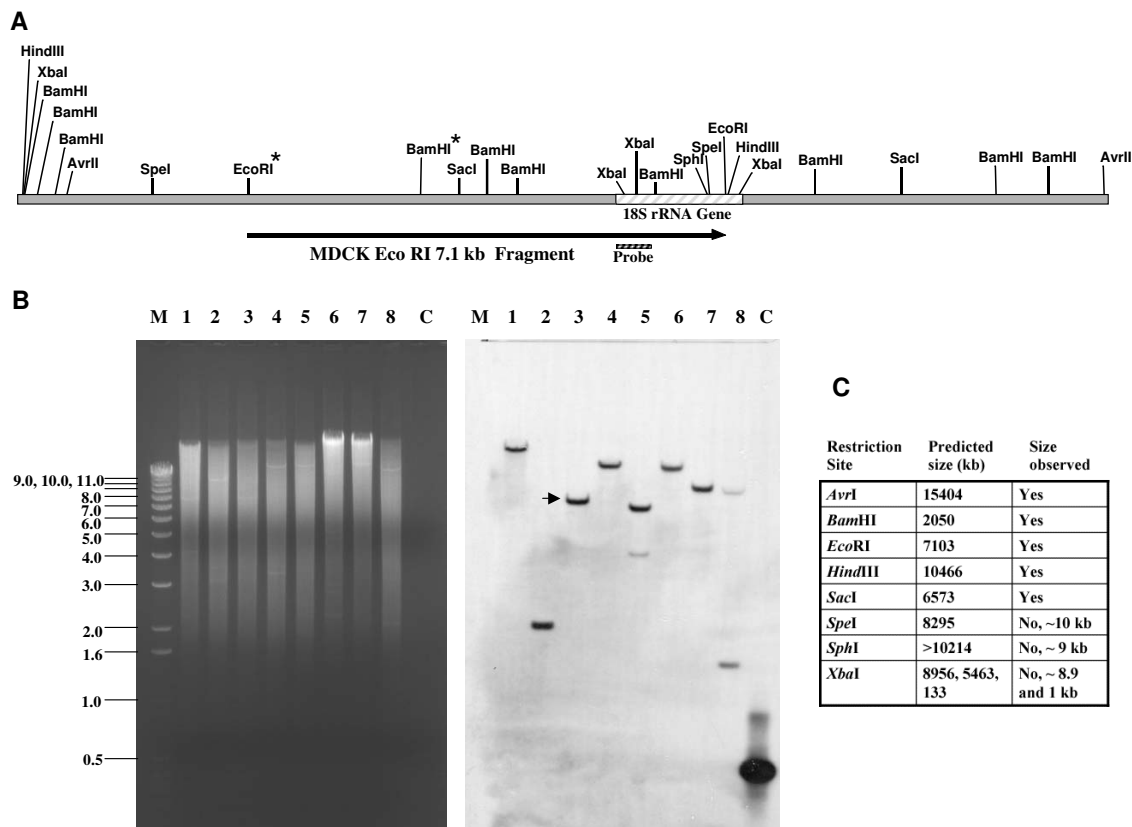 A
HindIII
XbaI
BamHI
BamHI
BamHI
AvrII
SpeI
EcoRI*
BamHI*
SacI
BamHI
BamHI
XbaI
XbaI
BamHI
SphI
SpeI
EcoRI
HindIII
XbaI
BamHI
SacI
BamHI
BamHI
AvrII
18S rRNA Gene
MDCK Eco RI 7.1 kb Fragment
Probe
B
M 1 2 3 4 5 6 7 8 C
M 1 2 3 4 5 6 7 8 C
9.0, 10.0, 11.0
8.0
7.0
6.0
5.0
4.0
3.0
2.0
1.6
1.0
0.5
C
Restriction Site Predicted size (kb) Size observed
AvrI 15404 Yes
BamHI 2050 Yes
EcoRI 7103 Yes
HindIII 10466 Yes
SacI 6573 Yes
SpeI 8295 No, ~10 kb
SphI >10214 No, ~ 9 kb
XbaI 8956, 5463, 133 No, ~ 8.9 and 1 kb